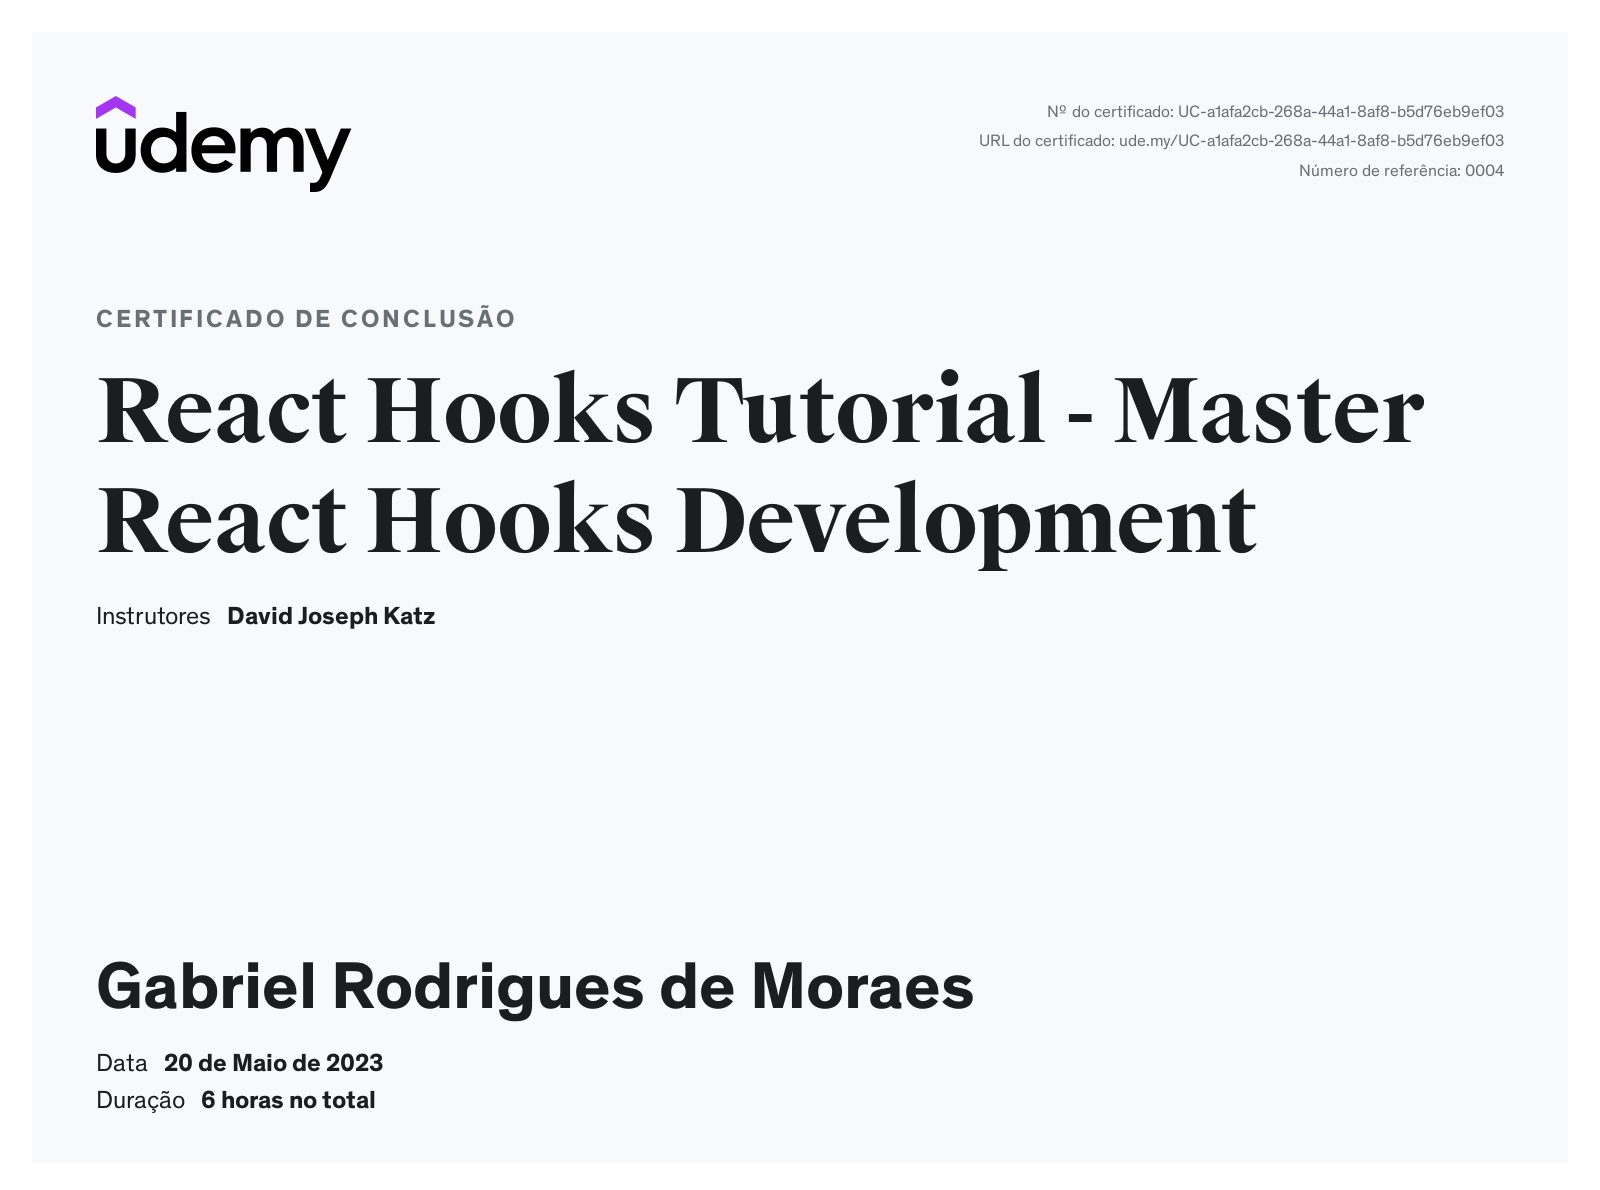 udemy
Nº do certificado: UC-a1afa2cb-268a-44a1-8af8-b5d76eb9ef03
URL do certificado: ude.my/UC-a1afa2cb-268a-44a1-8af8-b5d76eb9ef03
Número de referência: 0004
CERTIFICADO DE CONCLUSÃO
React Hooks Tutorial - Master
React Hooks Development
Instrutores David Joseph Katz
Gabriel Rodrigues de Moraes
Data 20 de Maio de 2023
Duração 6 horas no total